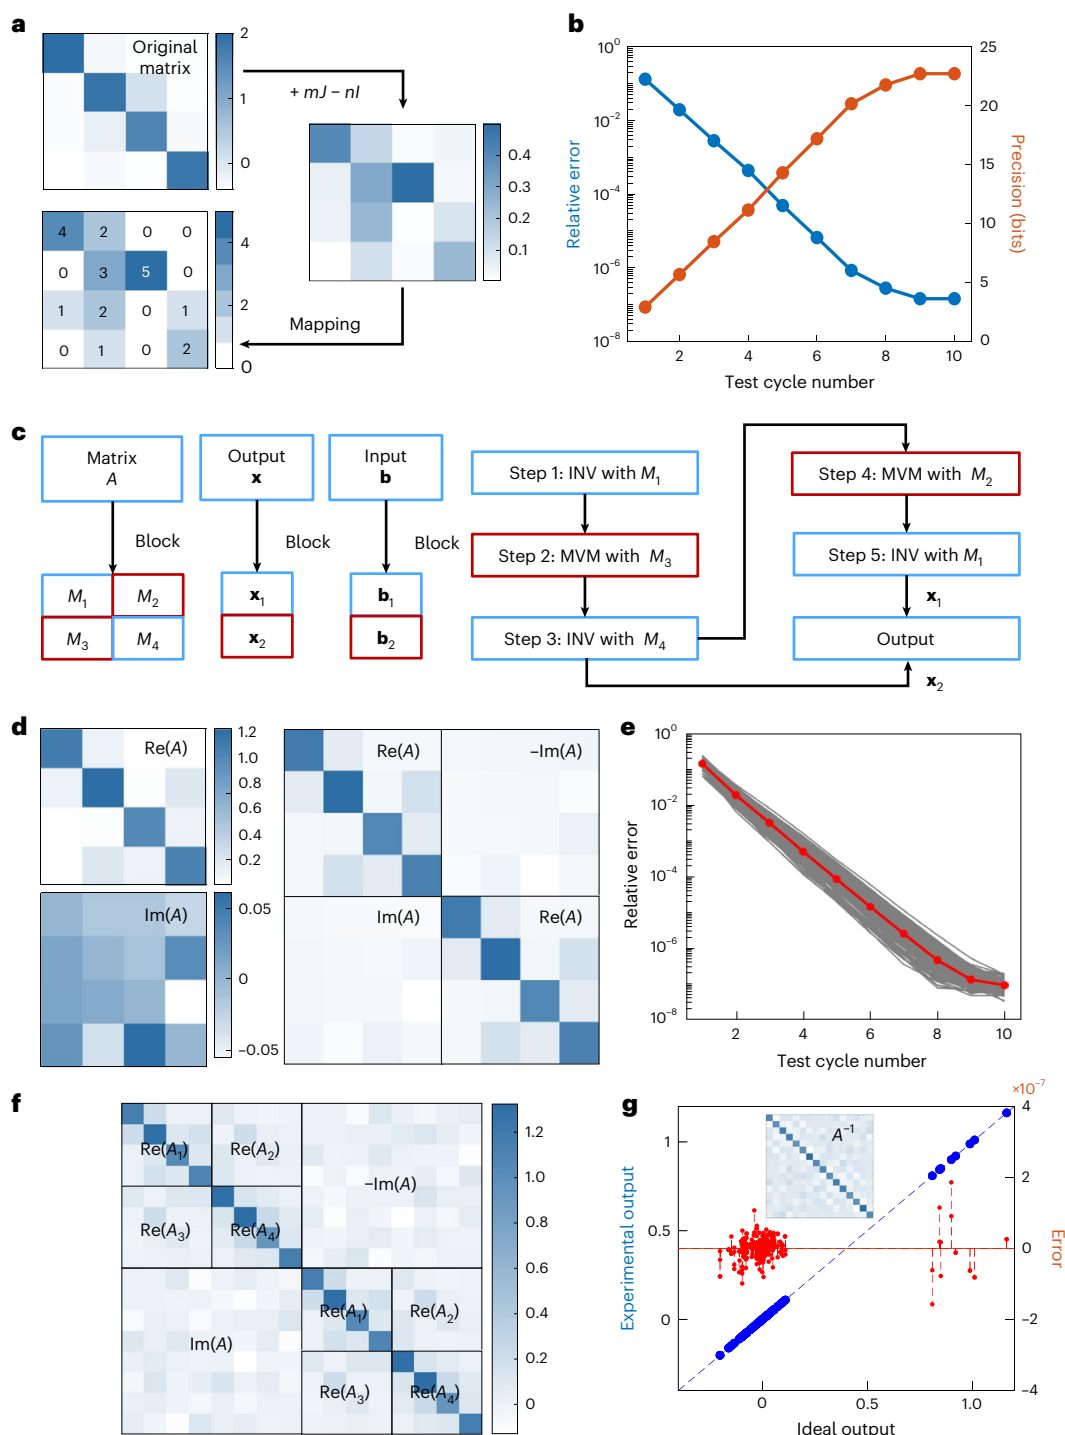 a
Original
matrix
2
1
0
+ mJ − nI
0.4
0.3
0.2
0.1
4 2 0 0
0 3 5 0
1 2 0 1
0 1 0 2
4
2
0
Mapping
b
Relative error
10⁰
10⁻²
10⁻⁴
10⁻⁶
10⁻⁸
25
20
15
10
5
0
Precision (bits)
2 4 6 8 10
Test cycle number
c
Matrix
A
Output
x
Input
b
Block
Block
Block
M₁ M₂
M₃ M₄
x₁
x₂
b₁
b₂
Step 1: INV with M₁
Step 2: MVM with M₃
Step 3: INV with M₄
Step 4: MVM with M₂
Step 5: INV with M₁
x₁
Output
x₂
d
Re(A)
1.2
1.0
0.8
0.6
0.4
0.2
Im(A)
0.05
0
−0.05
Re(A)
−Im(A)
Im(A)
Re(A)
e
Relative error
10⁰
10⁻²
10⁻⁴
10⁻⁶
10⁻⁸
2 4 6 8 10
Test cycle number
f
Re(A₁) Re(A₂)
Re(A₃) Re(A₄)
−Im(A)
Im(A)
Re(A₁) Re(A₂)
Re(A₃) Re(A₄)
1.2
1.0
0.8
0.6
0.4
0.2
0
g
×10⁻⁷
Experimental output
1
0.5
0
A⁻¹
4
2
0
−2
−4
Error
0 0.5 1.0
Ideal output